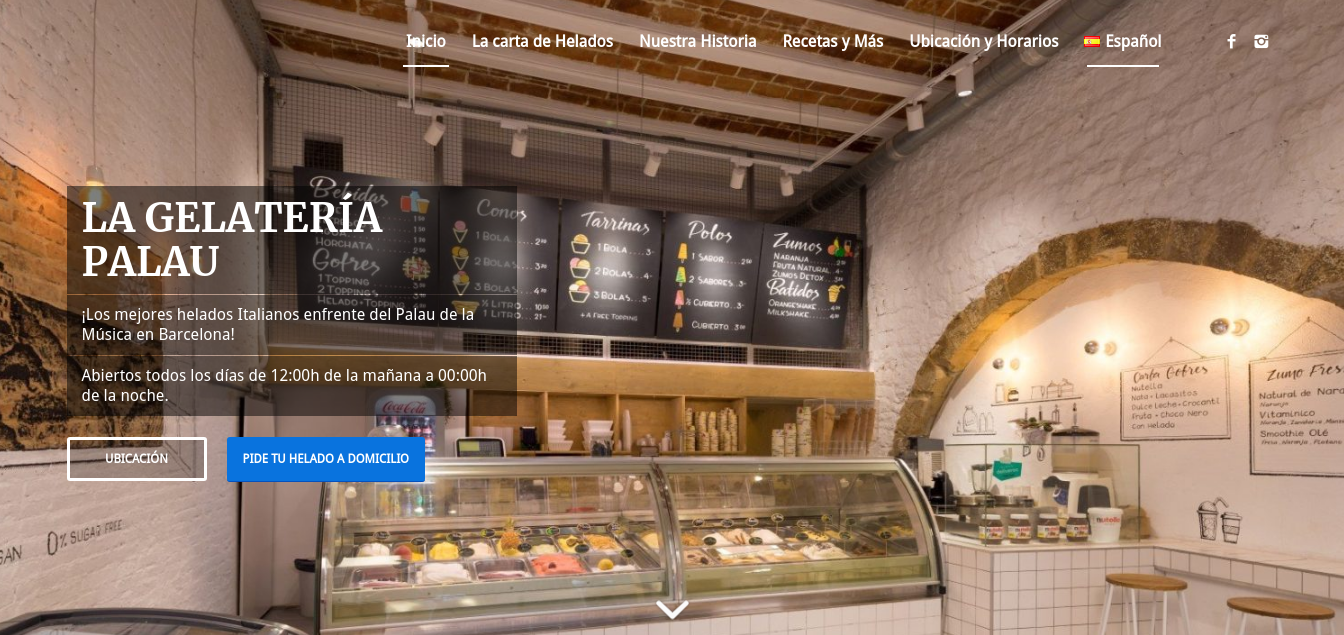 Inicio La carta de Helados Nuestra Historia Recetas y Más Ubicación y Horarios Español
LA GELATERÍA
PALAU
¡Los mejores helados Italianos enfrente del Palau de la
Música en Barcelona!
Abiertos todos los días de 12:00h de la mañana a 00:00h
de la noche.
UBICACIÓN
PIDE TU HELADO A DOMICILIO
Bebidas
HORCHATA
Gofres
1 TOPPING
2 TOPPINGS
HELADO+TOPPING
Conos
1 BOLA
2 BOLAS
3 BOLAS
½ LITRO
1 LITRO
Tarrinas
1 BOLA
2 BOLAS
3 BOLAS
+A FREE TOPPING
Polos
1 SABOR
2 SABORES
½ CUBIERTO
CUBIERTO
Zumos
NARANJA
FRUTA NATURAL
ZUMOS DETOX
Batidos
ORANGESHAKE
MILKSHAKE
Coca-Cola
Carta Gofres
Nutella
Nata + Lacasitos
Dulce Leche + Crocanti
Fruta + Choco Nero
con Helado
Zumo Fres
Natural de Nara
Naranja
Vitamínico
Smoothie Olé
0% SUGAR FREE
GAN